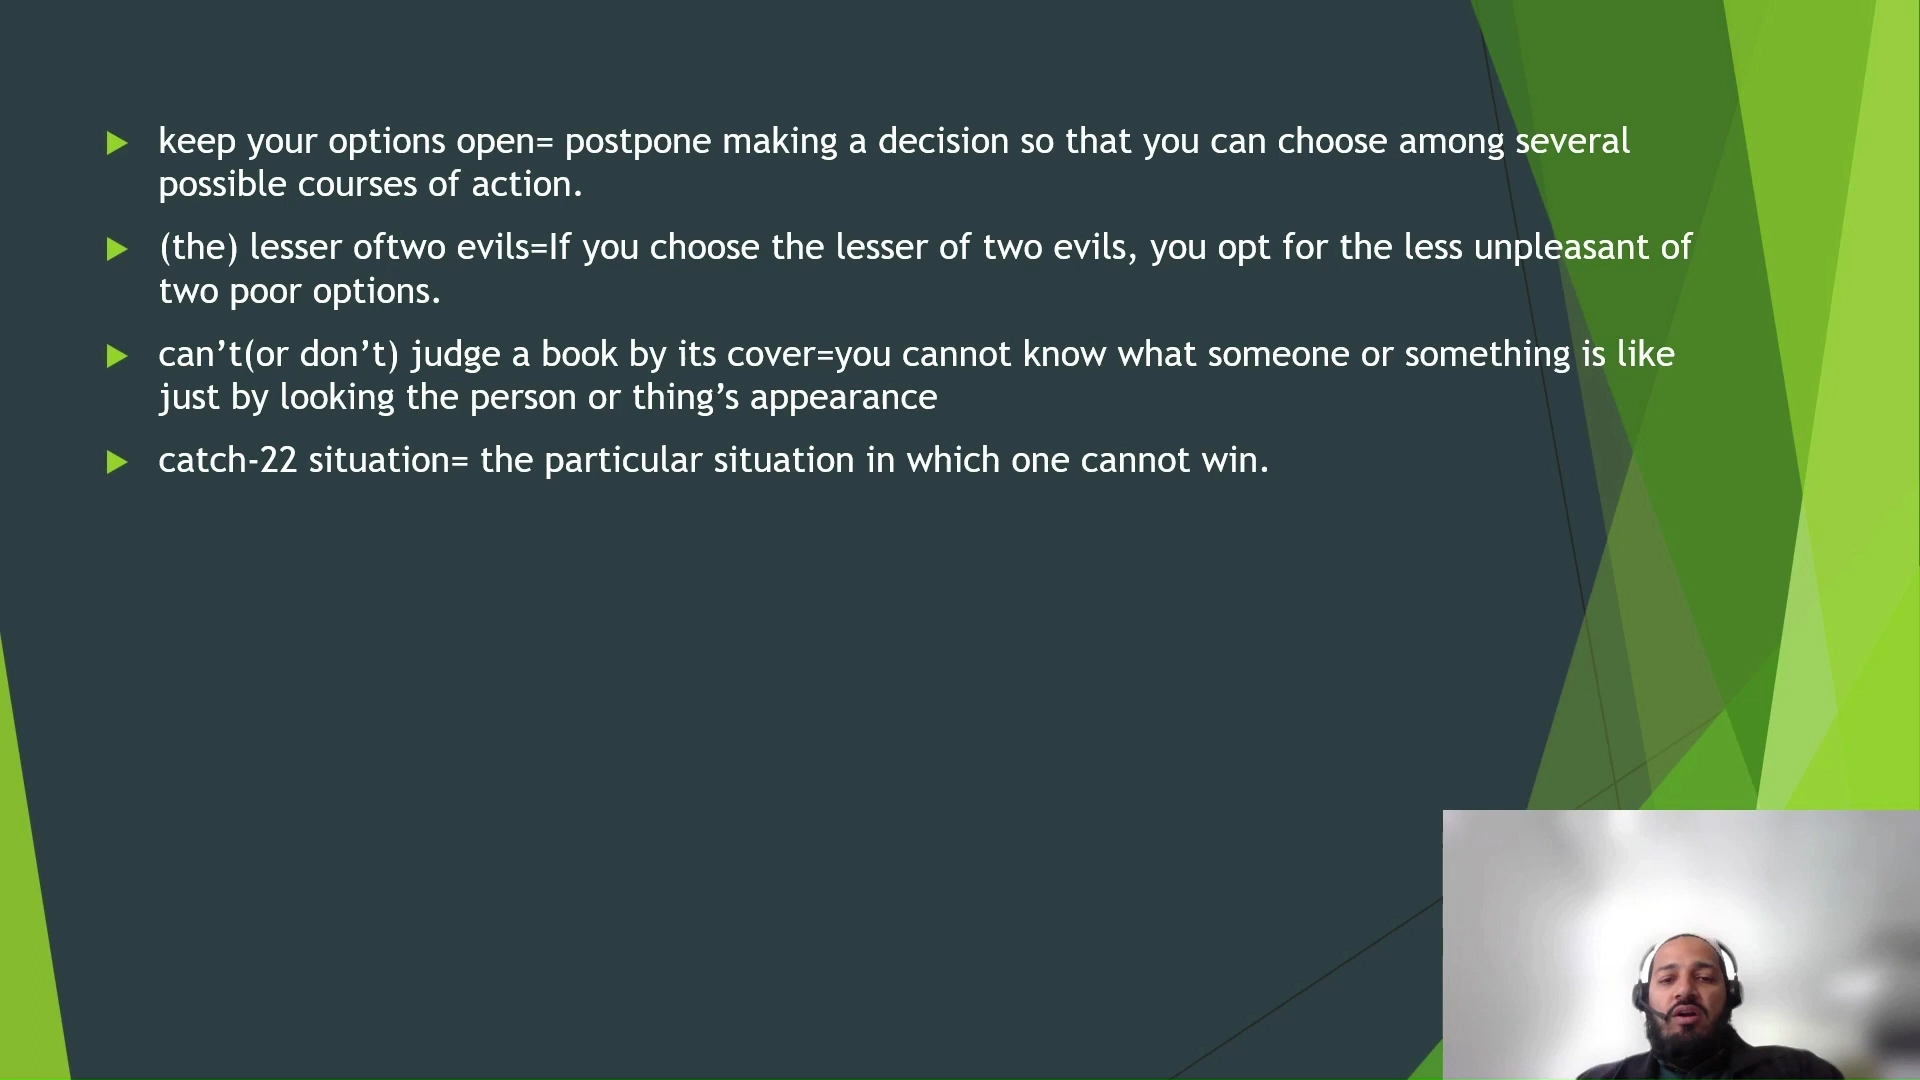 keep your options open= postpone making a decision so that you can choose among several
possible courses of action.
(the) lesser oftwo evils=If you choose the lesser of two evils, you opt for the less unpleasant of
two poor options.
can’t(or don’t) judge a book by its cover=you cannot know what someone or something is like
just by looking the person or thing’s appearance
catch-22 situation= the particular situation in which one cannot win.